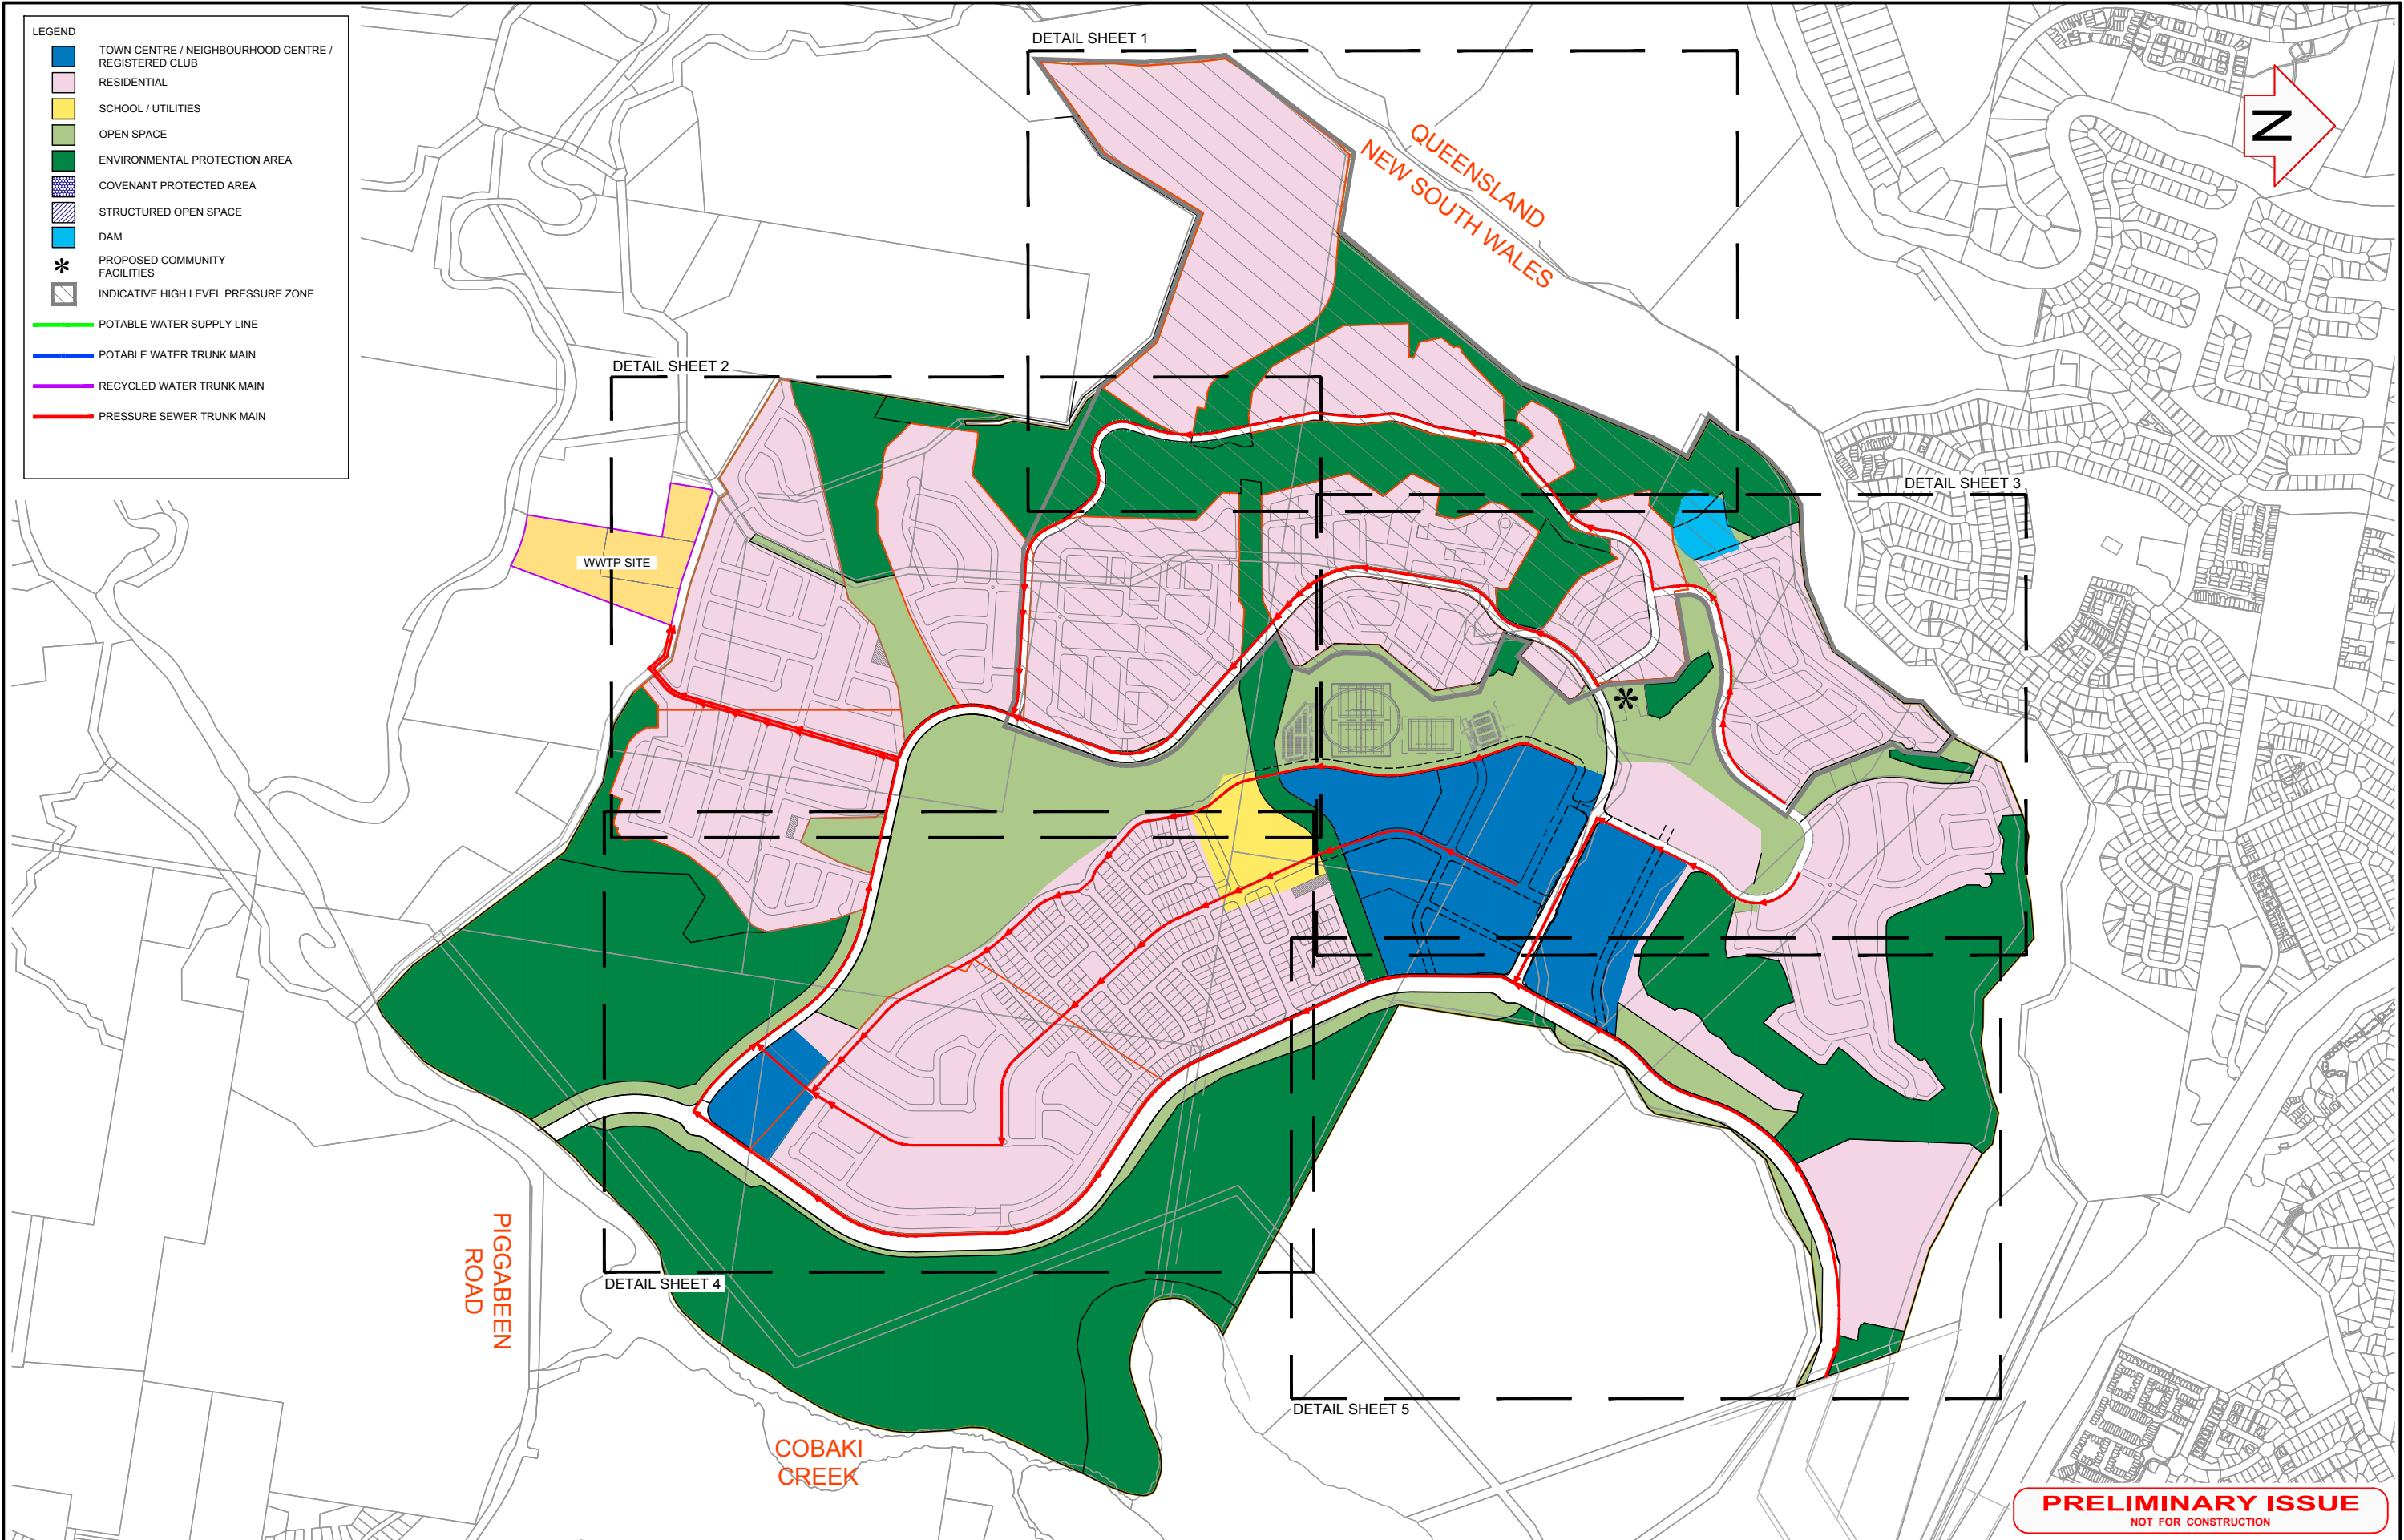 LEGEND
TOWN CENTRE / NEIGHBOURHOOD CENTRE /
REGISTERED CLUB
RESIDENTIAL
SCHOOL / UTILITIES
OPEN SPACE
ENVIRONMENTAL PROTECTION AREA
COVENANT PROTECTED AREA
STRUCTURED OPEN SPACE
DAM
* PROPOSED COMMUNITY
FACILITIES
INDICATIVE HIGH LEVEL PRESSURE ZONE
POTABLE WATER SUPPLY LINE
POTABLE WATER TRUNK MAIN
RECYCLED WATER TRUNK MAIN
PRESSURE SEWER TRUNK MAIN
DETAIL SHEET 1
QUEENSLAND
NEW SOUTH WALES
N
DETAIL SHEET 2
DETAIL SHEET 3
WWTP SITE
*
DETAIL SHEET 4
PIGGABEEN
ROAD
DETAIL SHEET 5
COBAKI
CREEK
PRELIMINARY ISSUE
NOT FOR CONSTRUCTION